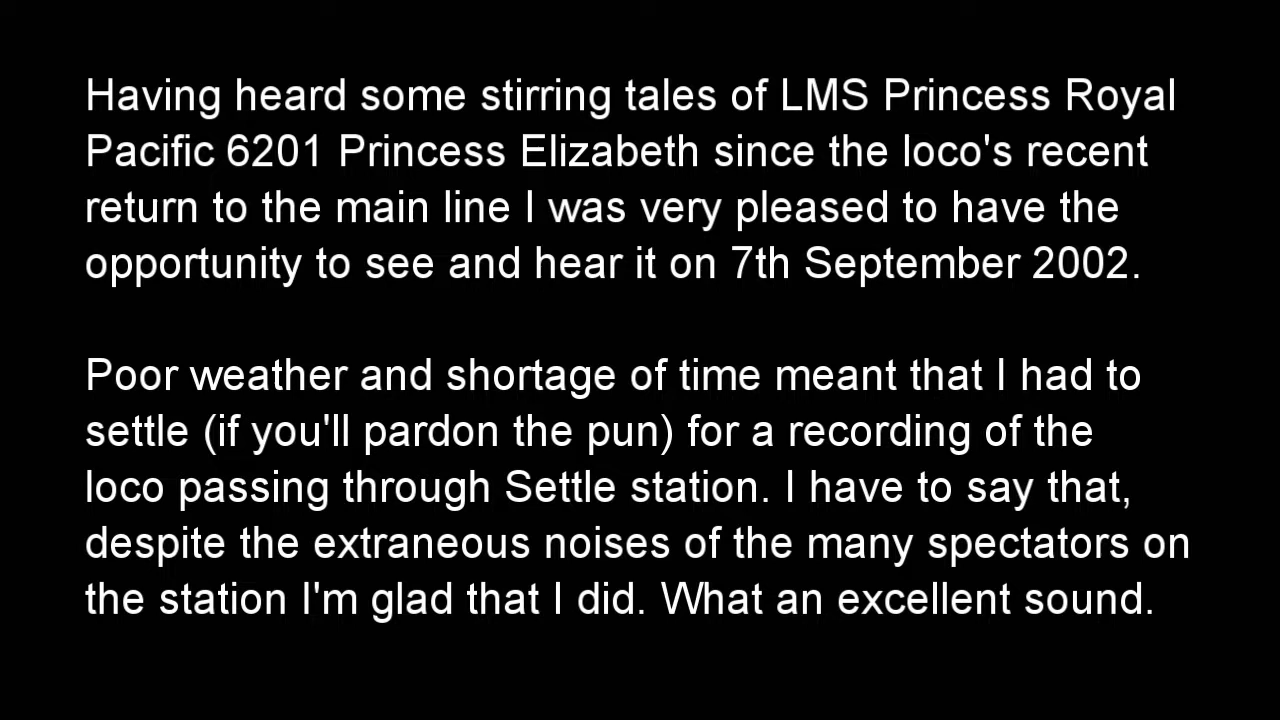 Having heard some stirring tales of LMS Princess Royal
Pacific 6201 Princess Elizabeth since the loco's recent
return to the main line I was very pleased to have the
opportunity to see and hear it on 7th September 2002.
Poor weather and shortage of time meant that I had to
settle (if you'll pardon the pun) for a recording of the
loco passing through Settle station. I have to say that,
despite the extraneous noises of the many spectators on
the station I'm glad that I did. What an excellent sound.